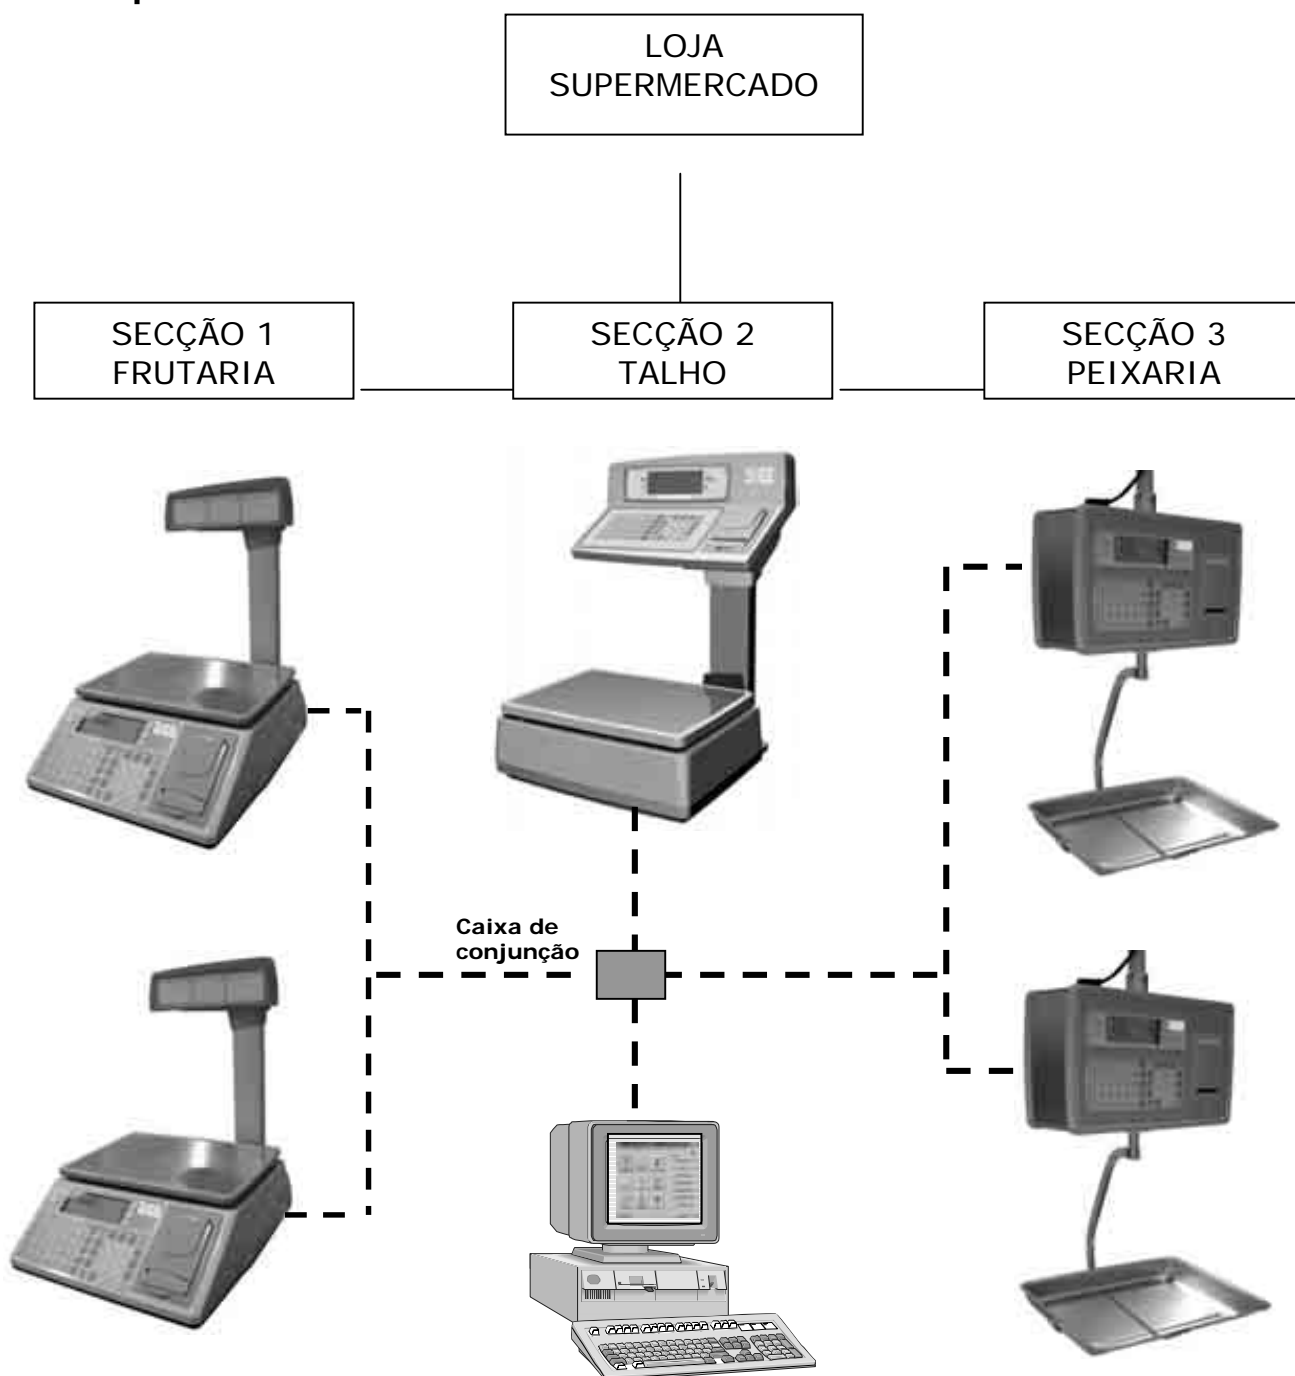 LOJA
SUPERMERCADO
SECÇÃO 1
FRUTARIA
SECÇÃO 2
TALHO
SECÇÃO 3
PEIXARIA
Caixa de
conjunção